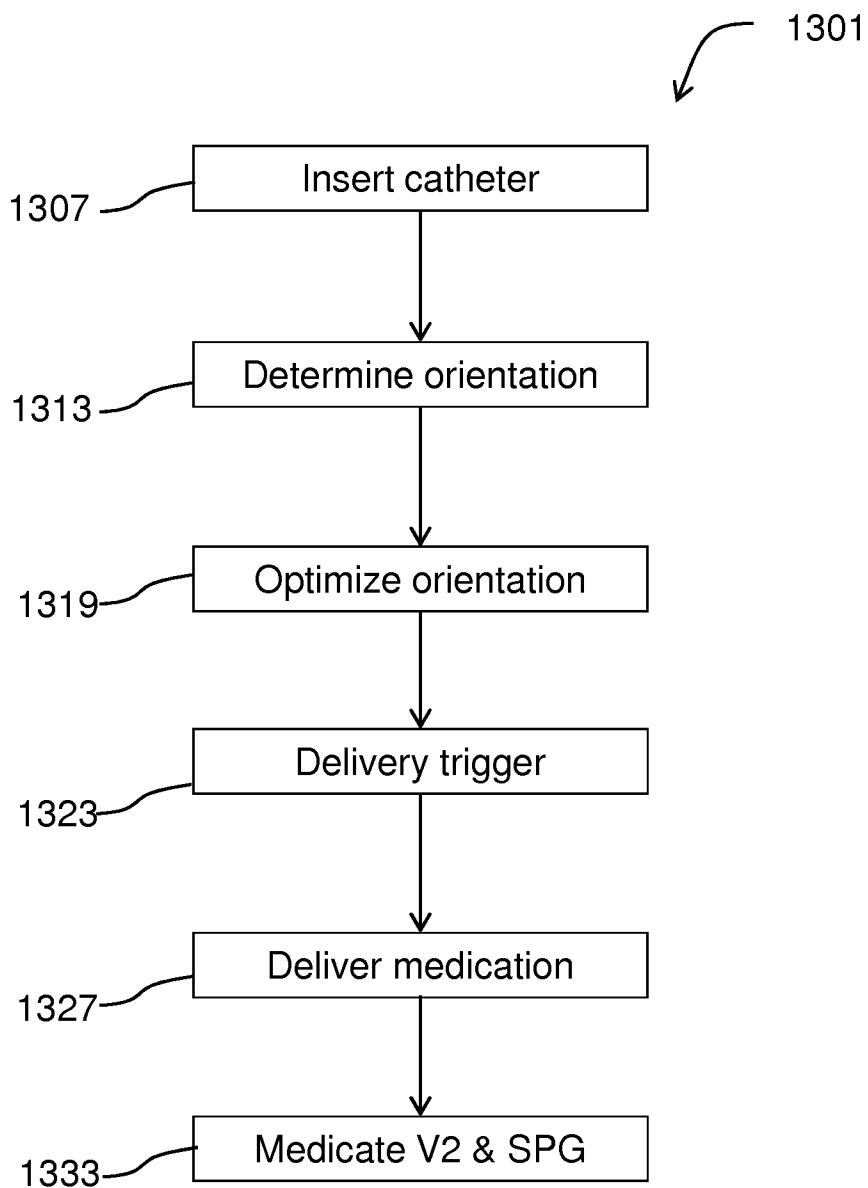 1301
Insert catheter
1307
Determine orientation
1313
Optimize orientation
1319
Delivery trigger
1323
Deliver medication
1327
Medicate V2 & SPG
1333